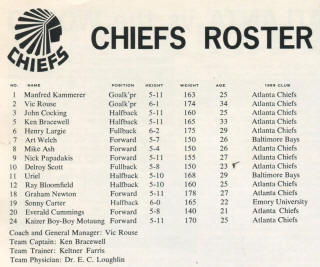 CHIEFS
CHIEFS ROSTER
NO. NAME POSITION HEIGHT WEIGHT AGE 1969 CLUB
1 Manfred Kammerer Goalk'pr 5-11 163 25 Atlanta Chiefs
2 Vic Rouse Goalk'pr 6-1 174 34 Atlanta Chiefs
3 John Cocking Halfback 5-11 160 25 Atlanta Chiefs
5 Ken Bracewell Halfback 5-11 165 33 Atlanta Chiefs
6 Henry Largie Fullback 6-2 175 29 Atlanta Chiefs
7 Art Welch Forward 5-7 150 26 Baltimore Bays
8 Mike Ash Forward 5-4 150 26 Atlanta Chiefs
9 Nick Papadakis Forward 5-11 155 27 Atlanta Chiefs
10 Delroy Scott Fullback 5-8 150 23 Atlanta Chiefs
11 Uriel Halfback 5-10 168 29 Baltimore Bays
12 Ray Bloomfield Halfback 5-10 160 25 Atlanta Chiefs
18 Graham Newton Forward 5-11 178 27 Atlanta Chiefs
19 Sonny Carter Halfback 6-0 165 22 Emory University
20 Everald Cummings Forward 5-8 140 21 Atlanta Chiefs
24 Kaizer Boy-Boy Motaung Forward 5-11 170 25 Atlanta Chiefs
Coach and General Manager: Vic Rouse
Team Captain: Ken Bracewell
Team Trainer: Keltner Farris
Team Physician: Dr. E. C. Loughlin